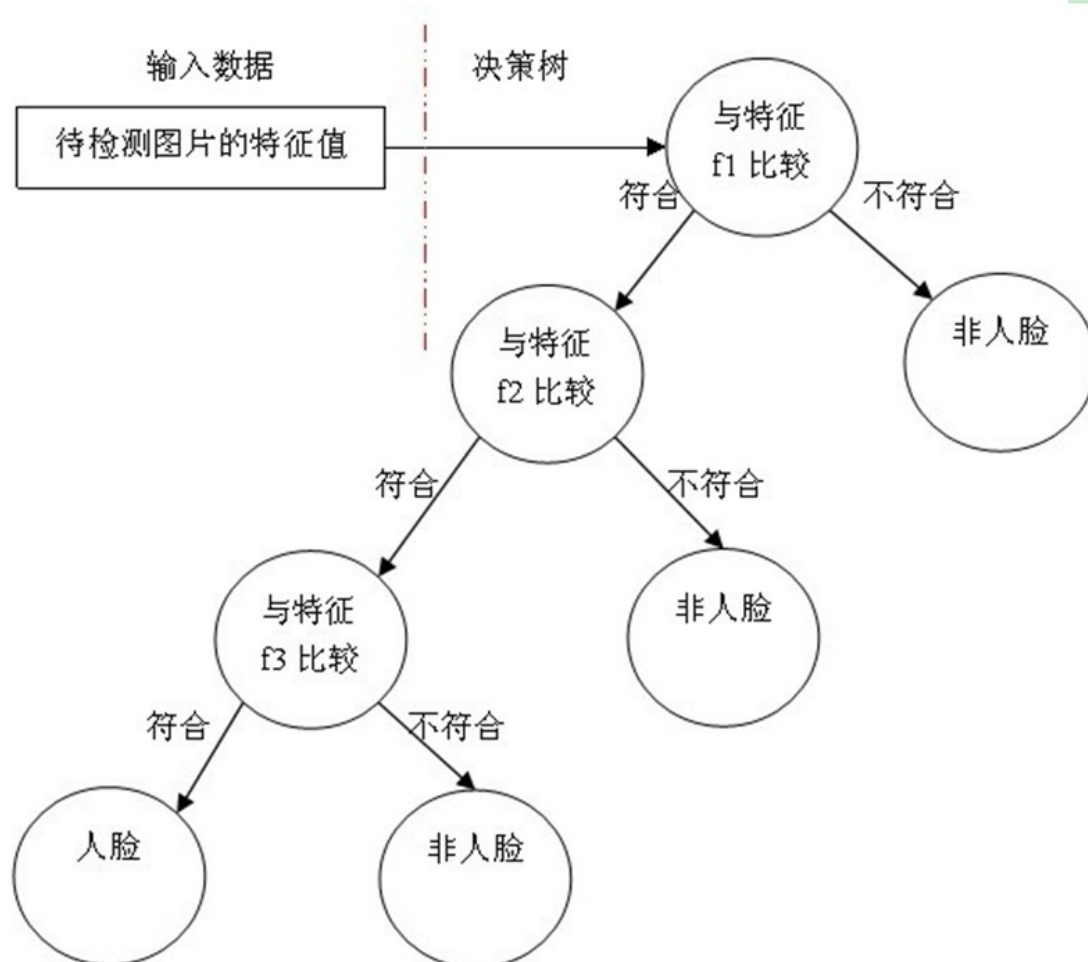 输入数据
决策树
待检测图片的特征值
与特征
f1 比较
符合
不符合
非人脸
与特征
f2 比较
符合
不符合
非人脸
与特征
f3 比较
符合
不符合
人脸
非人脸